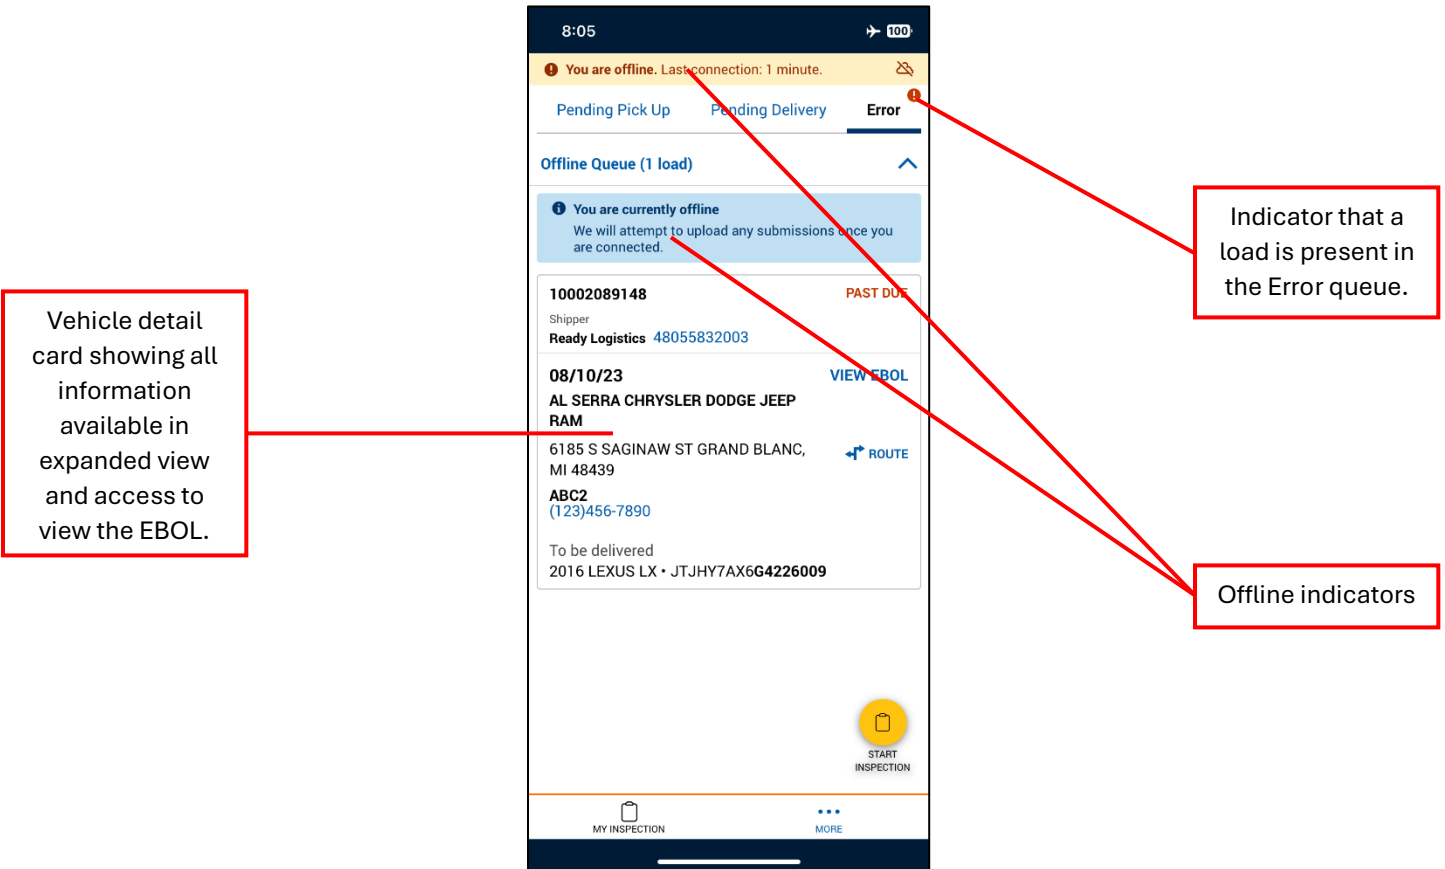 8:05
100
You are offline. Last connection: 1 minute.
Pending Pick Up
Pending Delivery
Error
Offline Queue (1 load)
You are currently offline
We will attempt to upload any submissions once you
are connected.
10002089148
PAST DUE
Shipper
Ready Logistics 48055832003
08/10/23
VIEW EBOL
AL SERRA CHRYSLER DODGE JEEP
RAM
6185 S SAGINAW ST GRAND BLANC,
MI 48439
ROUTE
ABC2
(123)456-7890
To be delivered
2016 LEXUS LX • JTJHY7AX6G4226009
START
INSPECTION
MY INSPECTION
MORE
Vehicle detail
card showing all
information
available in
expanded view
and access to
view the EBOL.
Indicator that a
load is present in
the Error queue.
Offline indicators